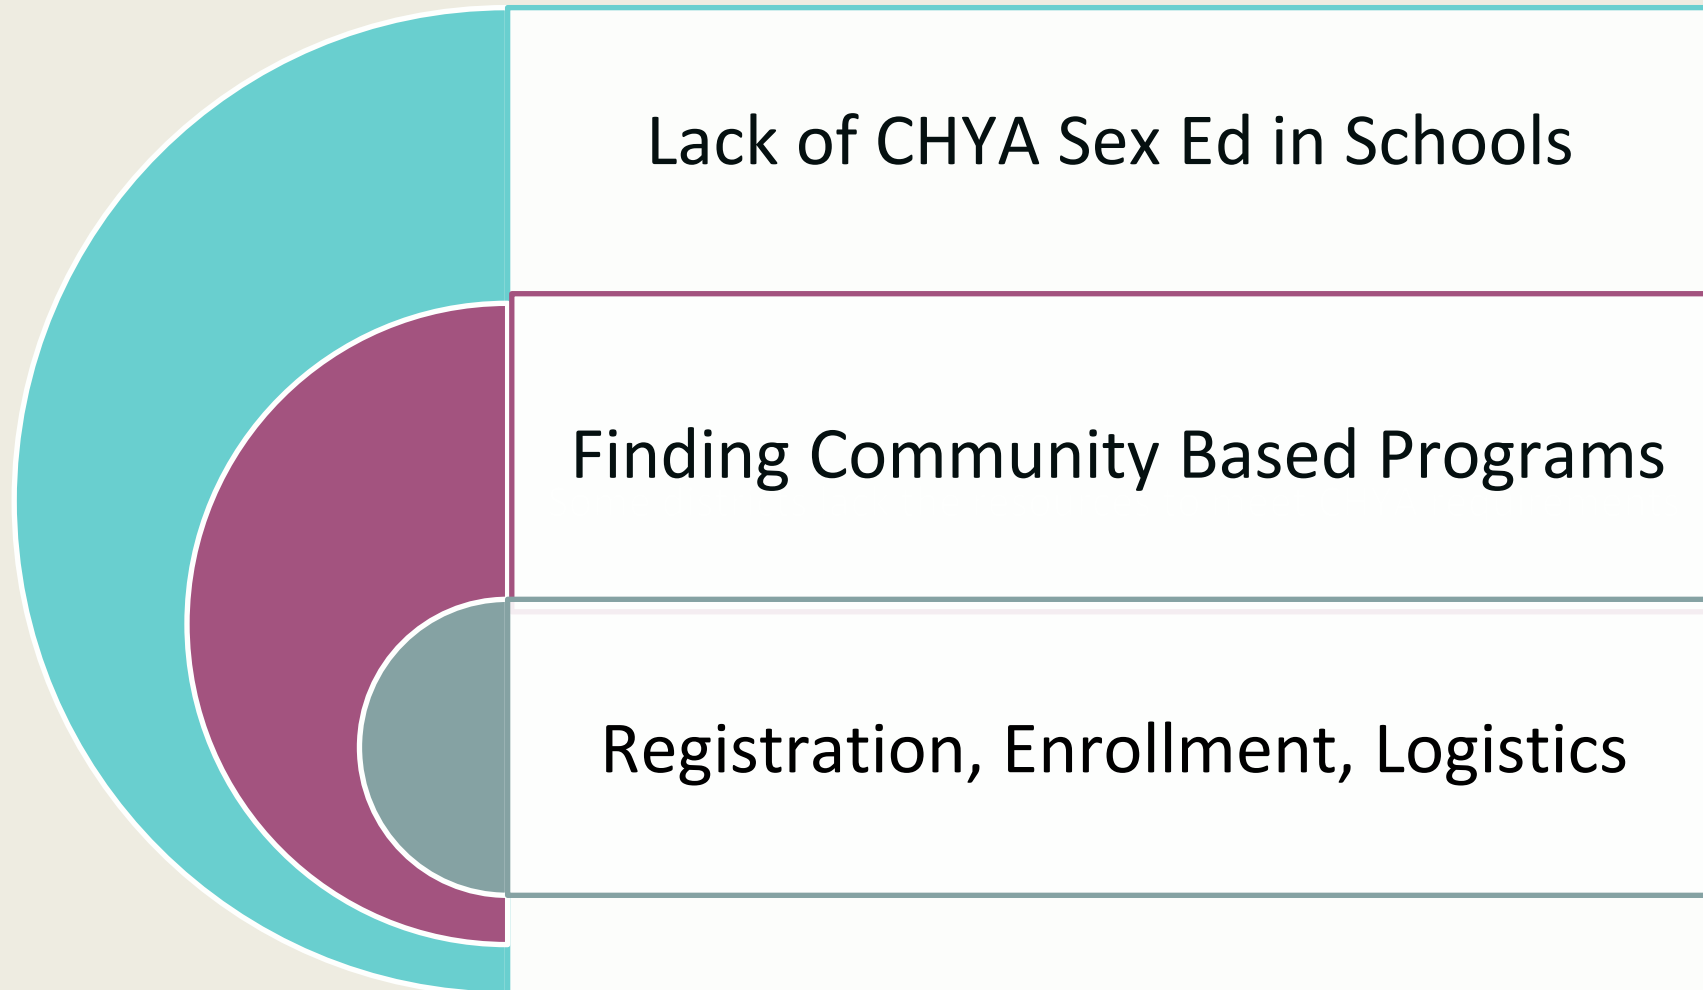 Lack of CHYA Sex Ed in Schools
Finding Community Based Programs
Registration, Enrollment, Logistics